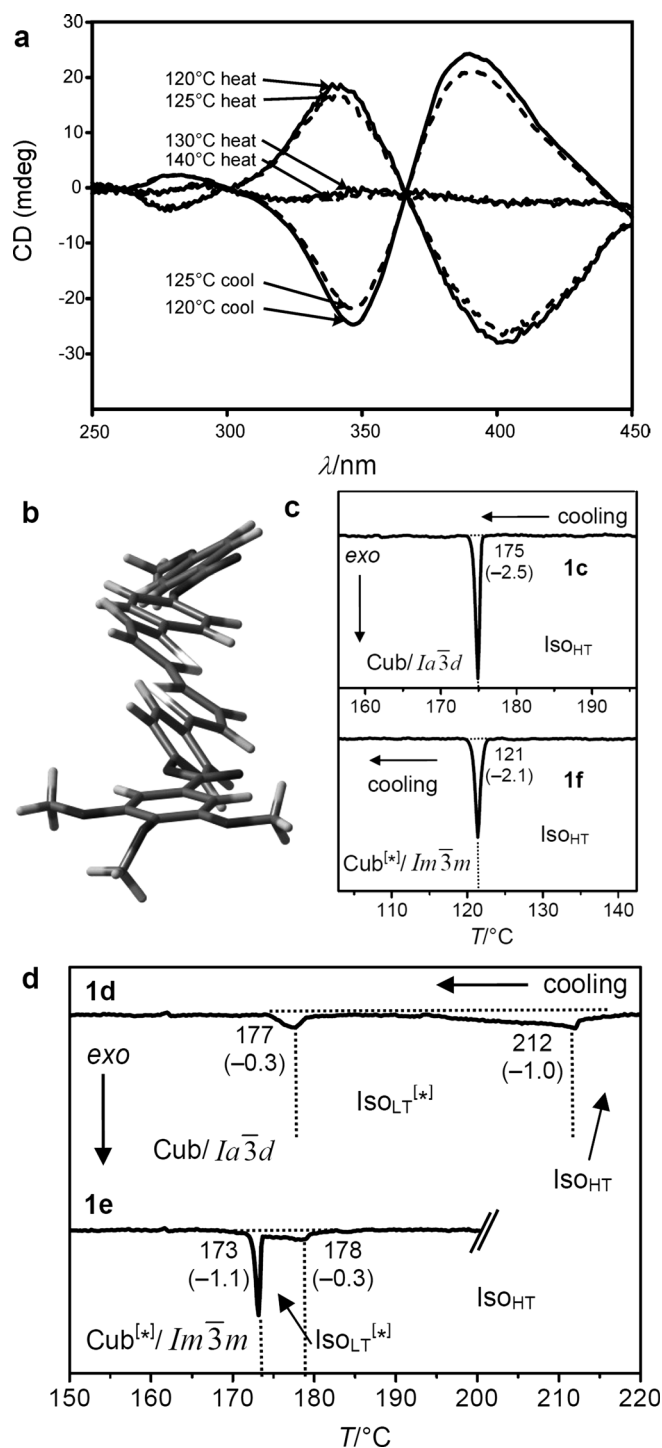 a
30
20
10
0
-10
-20
-30
CD (mdeg)
120°C heat
125°C heat
130°C heat
140°C heat
125°C cool
120°C cool
250
300
350
400
450
λ/nm
b
c
cooling
exo
175
(–2.5)
1c
Cub/ Ia3̅d
IsoHT
160
170
180
190
121
(–2.1)
1f
cooling
IsoHT
Cub[*]/ Im3̅m
110
120
130
140
T/°C
d
1d
cooling
177
(–0.3)
212
(–1.0)
exo
IsoLT[*]
Cub/ Ia3̅d
IsoHT
1e
173
(–1.1)
178
(–0.3)
IsoHT
Cub[*]/ Im3̅m
IsoLT[*]
150
160
170
180
190
200
210
220
T/°C